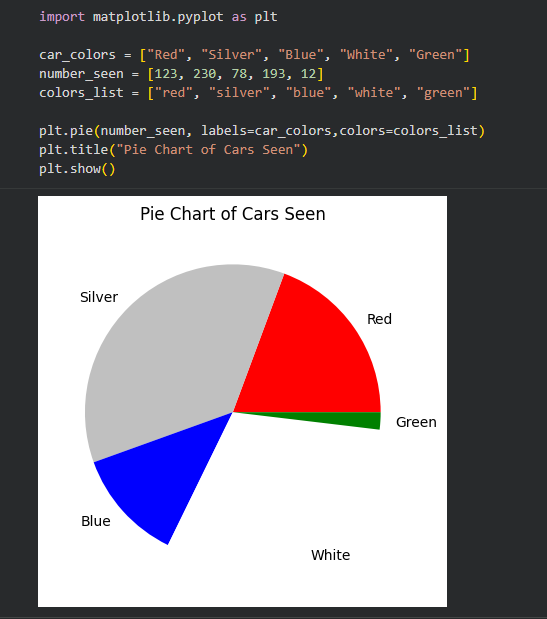 import matplotlib.pyplot as plt
car_colors = ["Red", "Silver", "Blue", "White", "Green"]
number_seen = [123, 230, 78, 193, 12]
colors_list = ["red", "silver", "blue", "white", "green"]
plt.pie(number_seen, labels=car_colors,colors=colors_list)
plt.title("Pie Chart of Cars Seen")
plt.show()
Pie Chart of Cars Seen
Silver
Red
Green
Blue
White